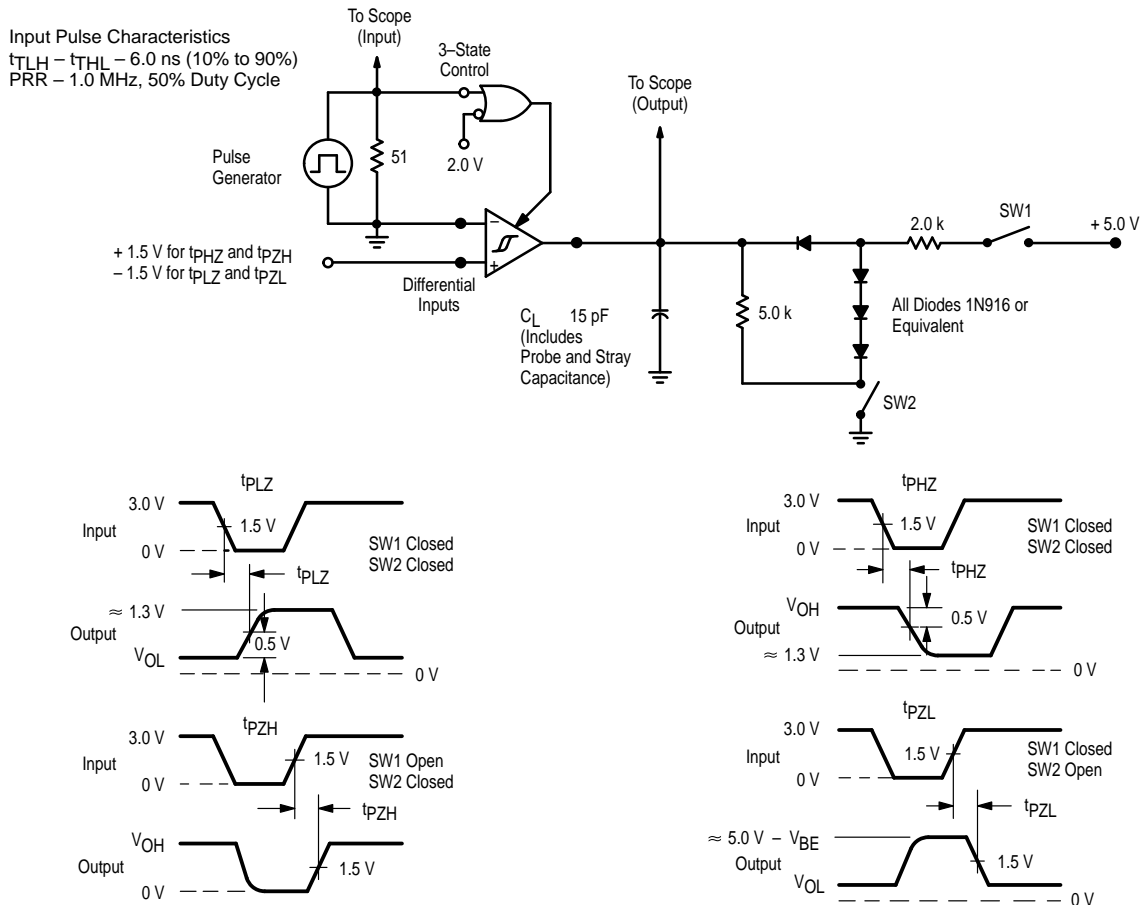 Input Pulse Characteristics
tTLH – tTHL – 6.0 ns (10% to 90%)
PRR – 1.0 MHz, 50% Duty Cycle
To Scope
(Input)
3–State
Control
To Scope
(Output)
Pulse
Generator
51
2.0 V
2.0 k
SW1
+ 5.0 V
+ 1.5 V for tPHZ and tPZH
– 1.5 V for tPLZ and tPZL
–
+
Differential
Inputs
CL 15 pF
(Includes
Probe and Stray
Capacitance)
5.0 k
All Diodes 1N916 or
Equivalent
SW2
tPLZ
3.0 V
Input
1.5 V
0 V
SW1 Closed
SW2 Closed
tPLZ
≈ 1.3 V
Output
0.5 V
VOL
0 V
tPHZ
3.0 V
Input
1.5 V
0 V
SW1 Closed
SW2 Closed
tPHZ
VOH
Output
0.5 V
≈ 1.3 V
0 V
tPZH
3.0 V
Input
1.5 V
0 V
SW1 Open
SW2 Closed
tPZH
VOH
Output
1.5 V
0 V
tPZL
3.0 V
Input
1.5 V
0 V
SW1 Closed
SW2 Open
tPZL
≈ 5.0 V – VBE
Output
1.5 V
VOL
0 V